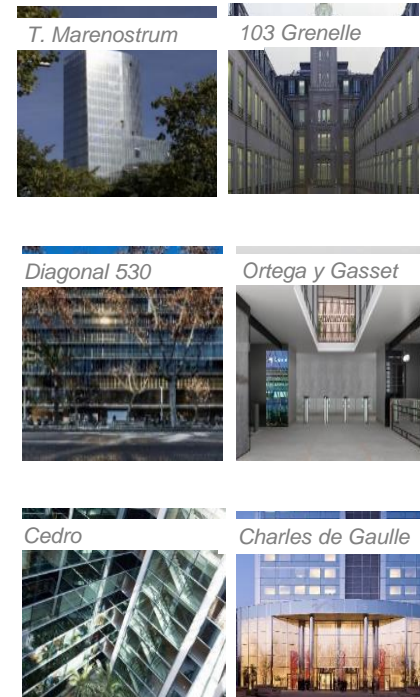 T. Marenostrum
103 Grenelle
Diagonal 530
Ortega y Gasset
Cedro
Charles de Gaulle